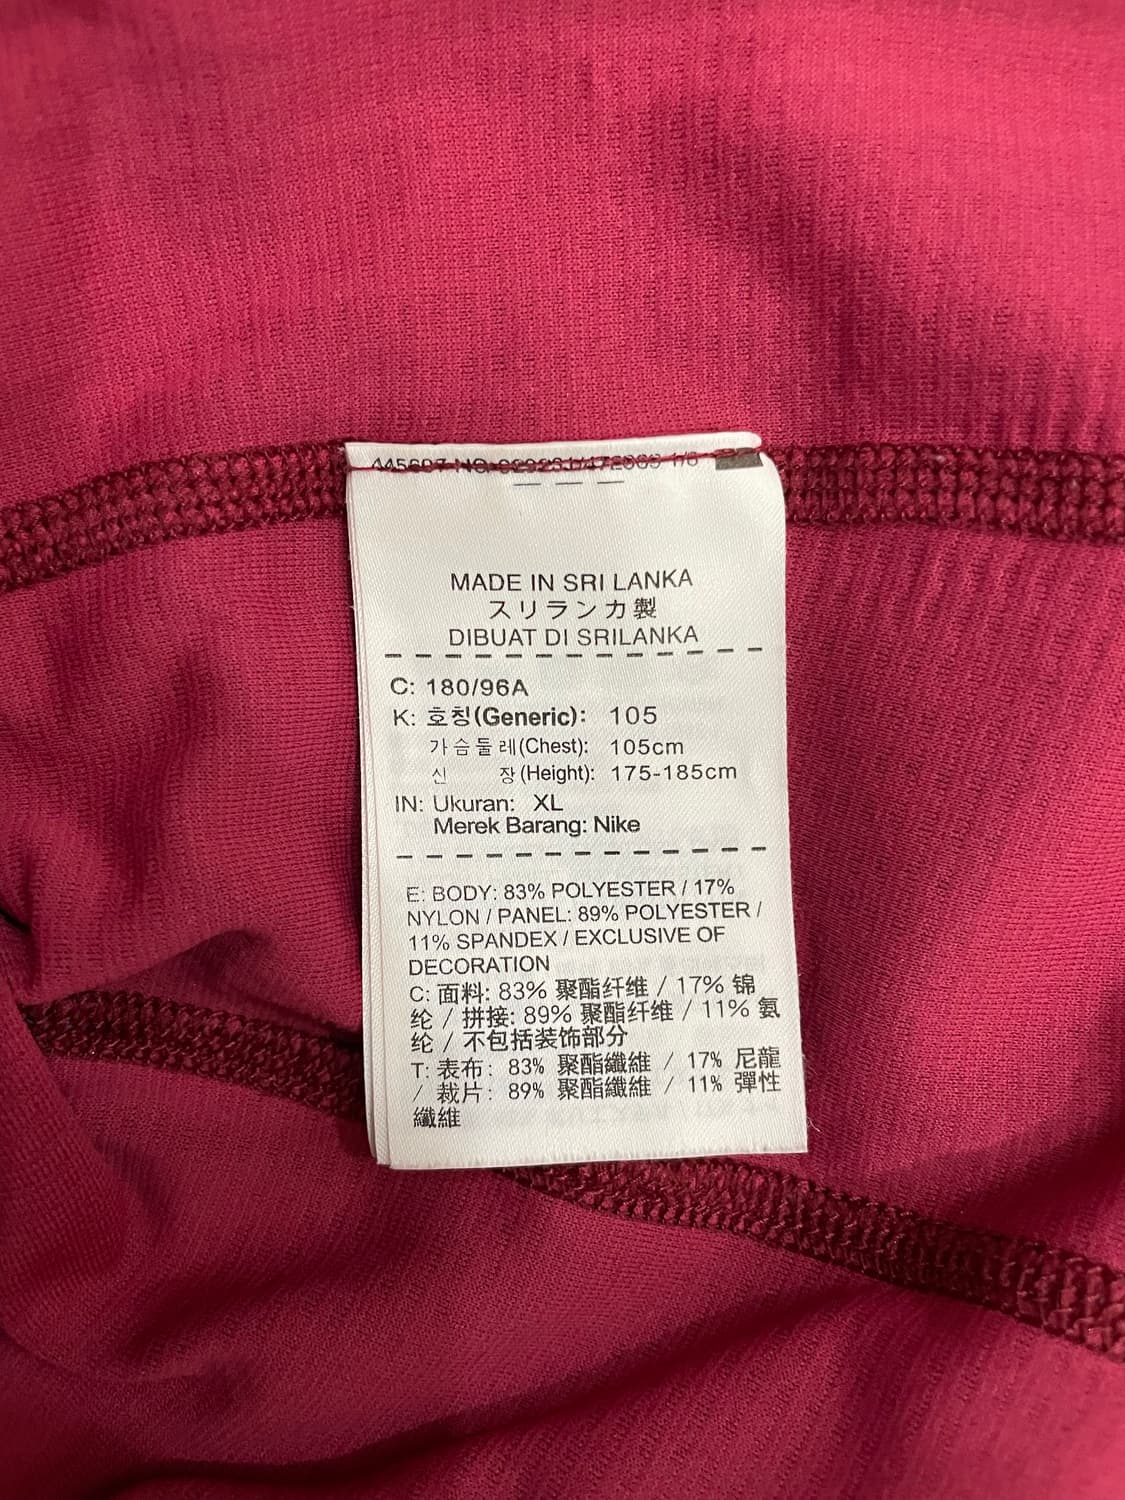 MADE IN SRI LANKA
スリランカ製
DIBUAT DI SRILANKA
C: 180/96A
K: 호칭(Generic): 105
가슴둘레(Chest): 105cm
신 장(Height): 175-185cm
IN: Ukuran: XL
Merek Barang: Nike
E: BODY: 83% POLYESTER / 17%
NYLON / PANEL: 89% POLYESTER /
11% SPANDEX / EXCLUSIVE OF
DECORATION
C: 面料: 83% 聚酯纤维 / 17% 锦
纶 / 拼接: 89% 聚酯纤维 / 11% 氨
纶 / 不包括装饰部分
T: 表布: 83% 聚酯纖維 / 17% 尼龍
/ 裁片: 89% 聚酯纖維 / 11% 彈性
纖維